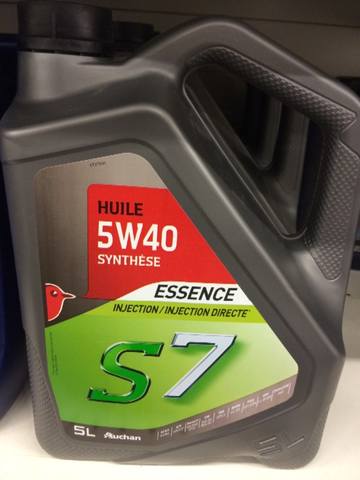 HUILE
5W40
SYNTHÈSE
ESSENCE
INJECTION / INJECTION DIRECTE*
S7
5L Auchan